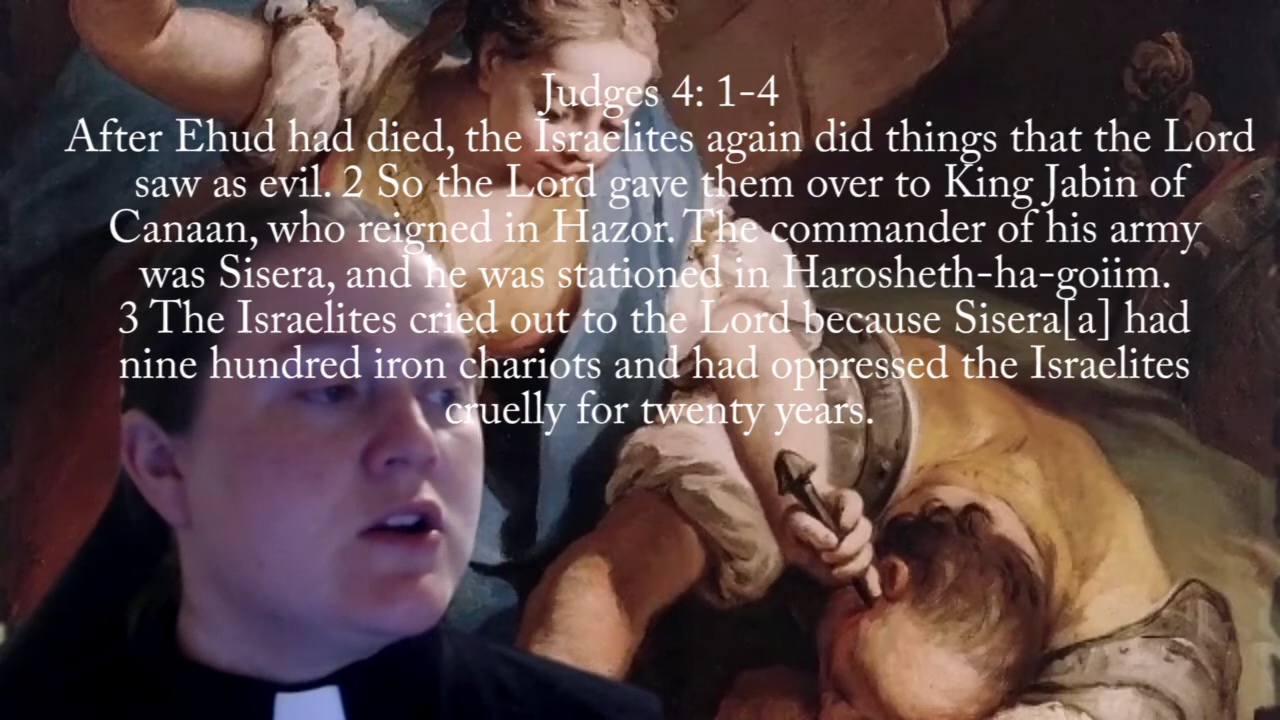 Judges 4: 1-4
After Ehud had died, the Israelites again did things that the Lord
saw as evil. 2 So the Lord gave them over to King Jabin of
Canaan, who reigned in Hazor. The commander of his army
was Sisera, and he was stationed in Harosheth-ha-goiim.
3 The Israelites cried out to the Lord because Sisera[a] had
nine hundred iron chariots and had oppressed the Israelites
cruelly for twenty years.